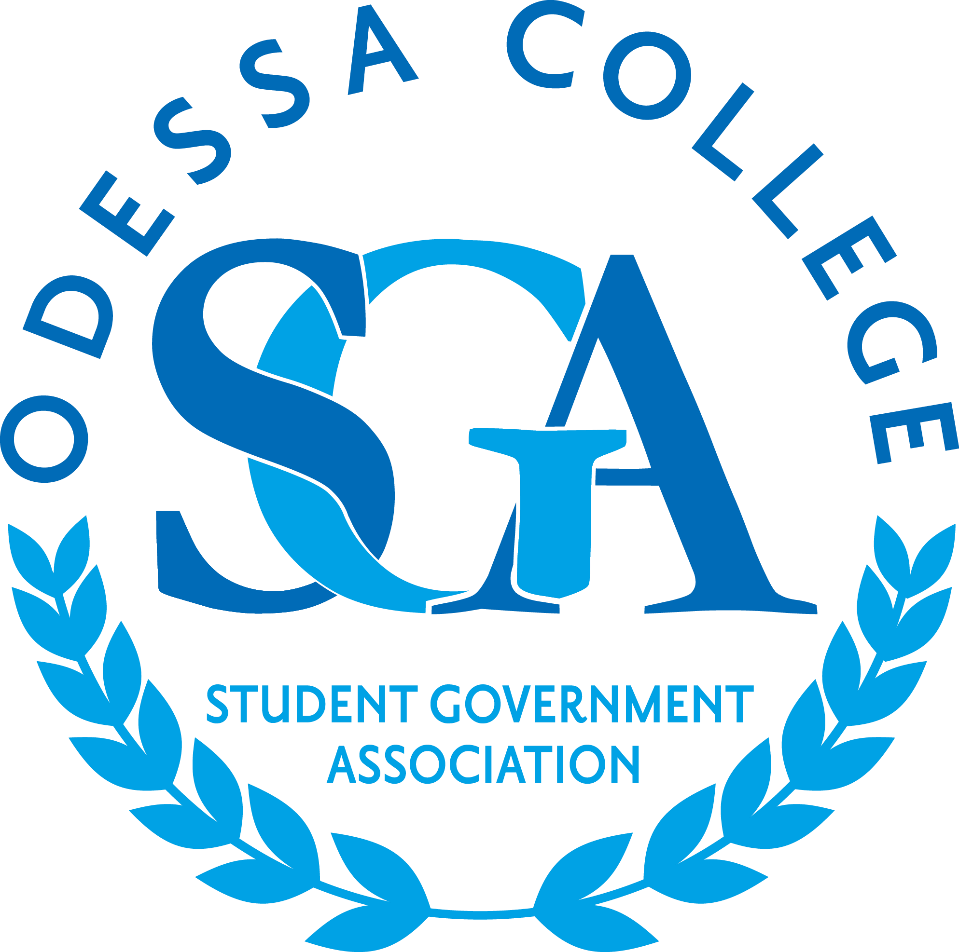 ODESSA COLLEGE
SGA
STUDENT GOVERNMENT
ASSOCIATION